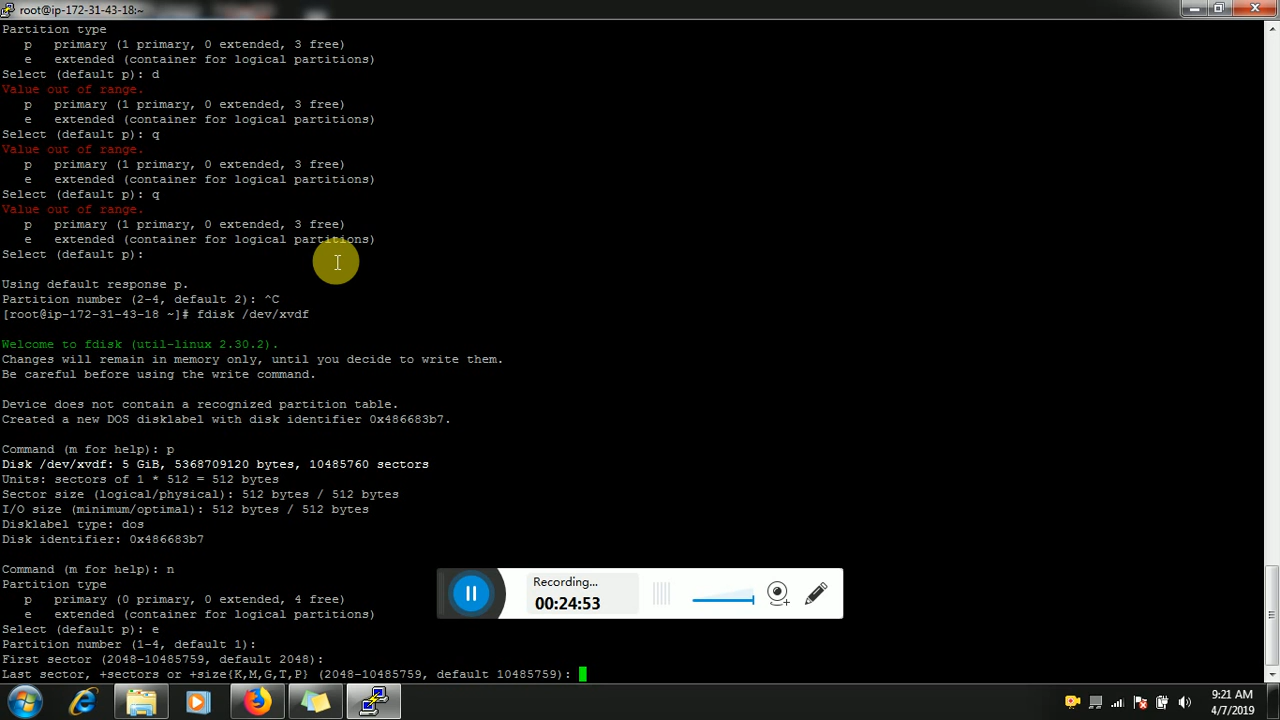 root@ip-172-31-43-18:~
Partition type
   p   primary (1 primary, 0 extended, 3 free)
   e   extended (container for logical partitions)
Select (default p): d
Value out of range.
   p   primary (1 primary, 0 extended, 3 free)
   e   extended (container for logical partitions)
Select (default p): q
Value out of range.
   p   primary (1 primary, 0 extended, 3 free)
   e   extended (container for logical partitions)
Select (default p): q
Value out of range.
   p   primary (1 primary, 0 extended, 3 free)
   e   extended (container for logical partitions)
Select (default p):
Using default response p.
Partition number (2-4, default 2): ^C
[root@ip-172-31-43-18 ~]# fdisk /dev/xvdf
Welcome to fdisk (util-linux 2.30.2).
Changes will remain in memory only, until you decide to write them.
Be careful before using the write command.
Device does not contain a recognized partition table.
Created a new DOS disklabel with disk identifier 0x486683b7.
Command (m for help): p
Disk /dev/xvdf: 5 GiB, 5368709120 bytes, 10485760 sectors
Units: sectors of 1 * 512 = 512 bytes
Sector size (logical/physical): 512 bytes / 512 bytes
I/O size (minimum/optimal): 512 bytes / 512 bytes
Disklabel type: dos
Disk identifier: 0x486683b7
Command (m for help): n
Partition type
   p   primary (0 primary, 0 extended, 4 free)
   e   extended (container for logical partitions)
Select (default p): e
Partition number (1-4, default 1):
First sector (2048-10485759, default 2048):
Last sector, +sectors or +size{K,M,G,T,P} (2048-10485759, default 10485759):
Recording...
00:24:53
9:21 AM
4/7/2019